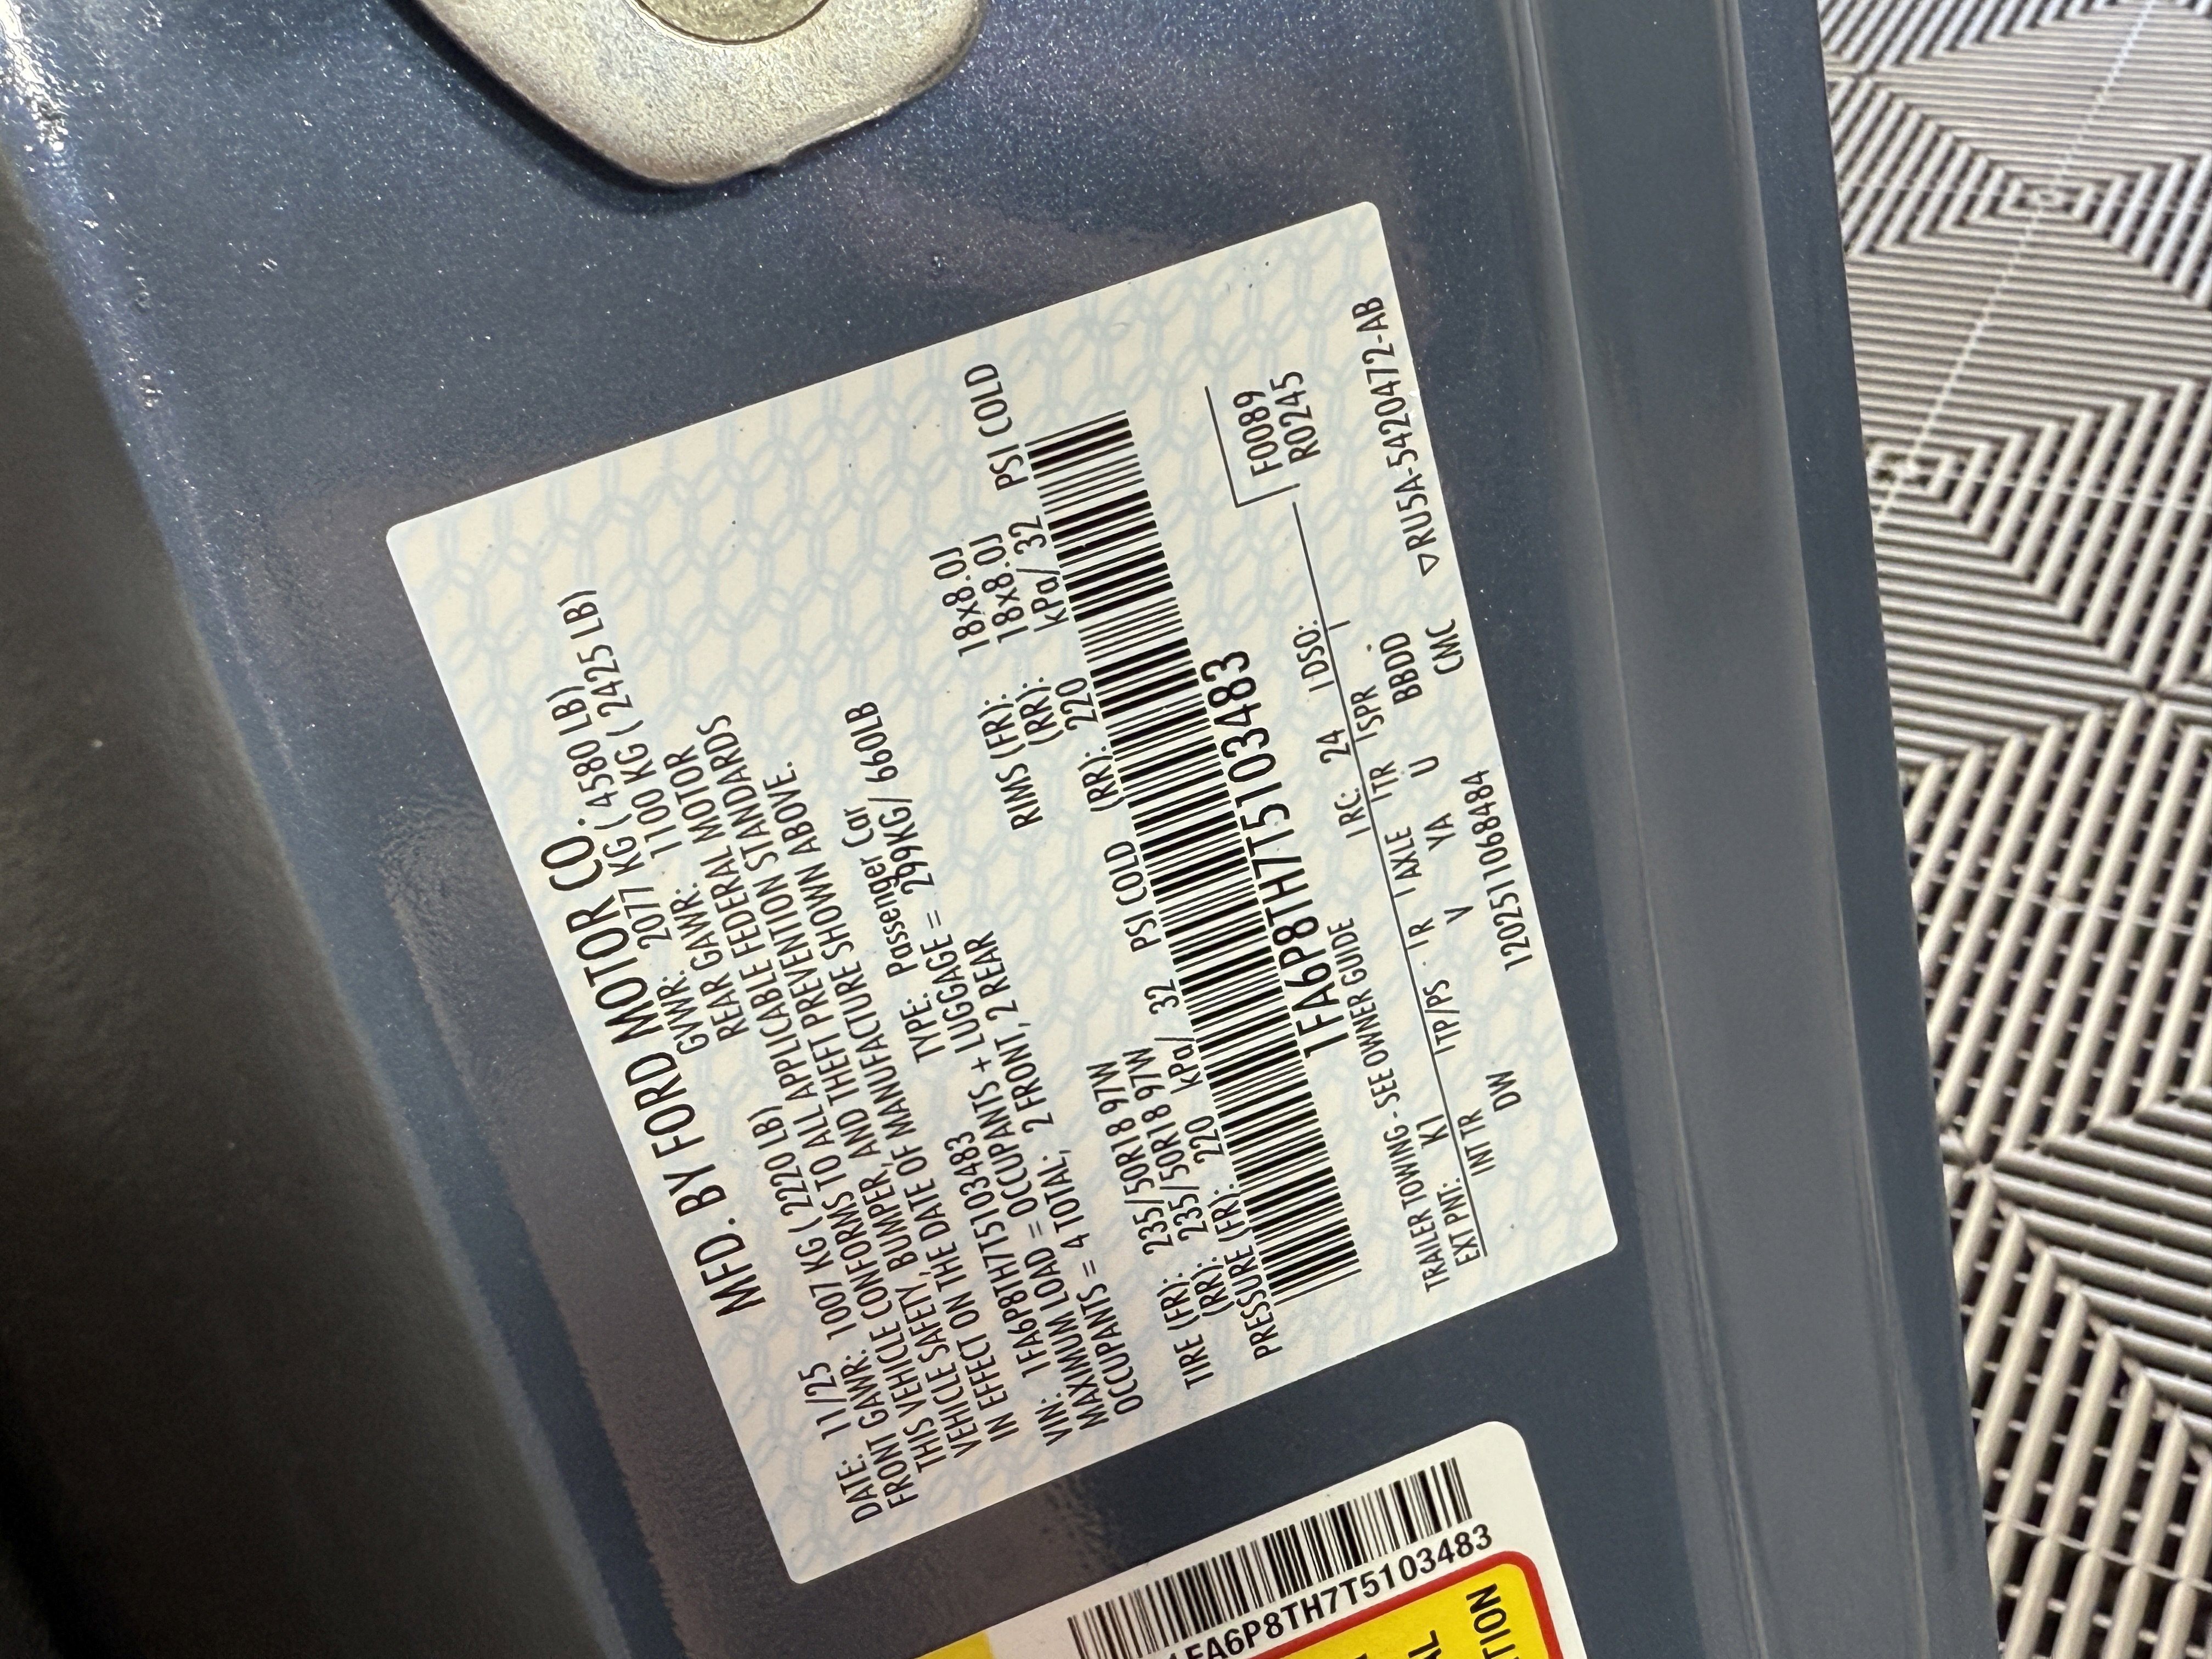 MFD. BY FORD MOTOR CO.
DATE: 11/25 GVWR: 2077 KG ( 4580 LB)
FRONT GAWR: 1007 KG ( 2220 LB) REAR GAWR: 1100 KG ( 2425 LB)
THIS VEHICLE CONFORMS TO ALL APPLICABLE FEDERAL MOTOR
VEHICLE SAFETY, BUMPER, AND THEFT PREVENTION STANDARDS
IN EFFECT ON THE DATE OF MANUFACTURE SHOWN ABOVE.
VIN: 1FA6P8TH7T5103483 TYPE: Passenger Car
MAXIMUM LOAD = OCCUPANTS + LUGGAGE = 299KG/ 660LB
OCCUPANTS = 4 TOTAL; 2 FRONT, 2 REAR
TIRE (FR): 235/50R18 97W RIMS (FR): 18x8.0J
(RR): 235/50R18 97W (RR): 18x8.0J
PRESSURE (FR): 220 kPa/ 32 PSI COLD (RR): 220 kPa/ 32 PSI COLD
1FA6P8TH7T5103483
F0089
R0245
TRAILER TOWING - SEE OWNER GUIDE
EXT PNT: K1 RC: 24 DSO:
INT TR TP/PS R AXLE TR SPR
DW V YA U BBDD
12025110684​84 CMC
▽RU5A-5420472-AB
1FA6P8TH7T5103483